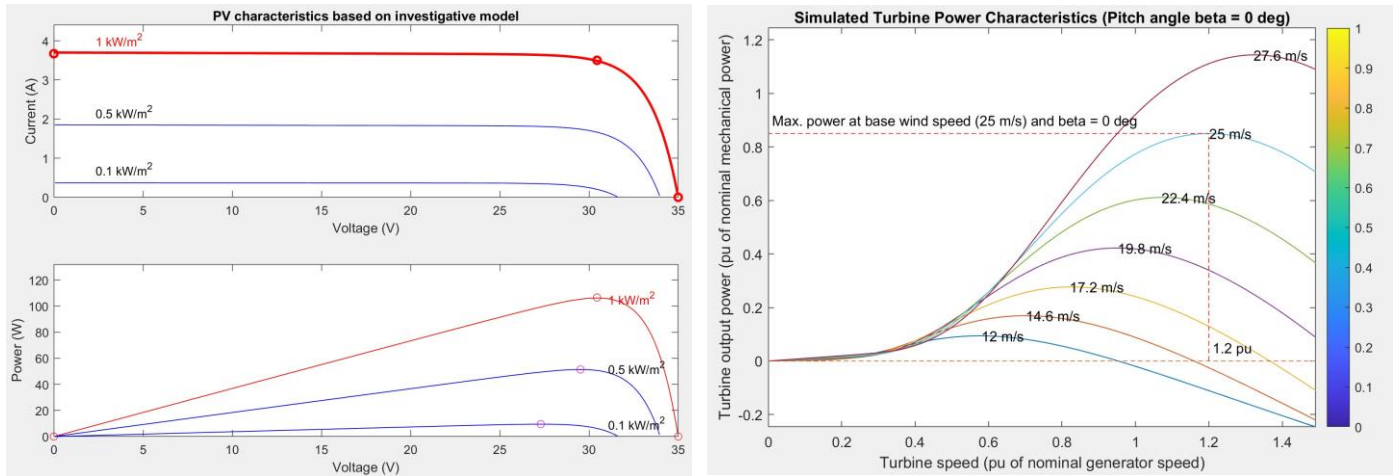 PV characteristics based on investigative model
4
3
2
1
0
Current (A)
1 kW/m²
0.5 kW/m²
0.1 kW/m²
0 5 10 15 20 25 30 35
Voltage (V)
120
100
80
60
40
20
0
Power (W)
1 kW/m²
0.5 kW/m²
0.1 kW/m²
0 5 10 15 20 25 30 35
Voltage (V)
Simulated Turbine Power Characteristics (Pitch angle beta = 0 deg)
1.2
1
0.8
0.6
0.4
0.2
0
-0.2
Turbine output power (pu of nominal mechanical power)
27.6 m/s
Max. power at base wind speed (25 m/s) and beta = 0 deg
25 m/s
22.4 m/s
19.8 m/s
17.2 m/s
14.6 m/s
12 m/s
1.2 pu
0 0.2 0.4 0.6 0.8 1 1.2 1.4
Turbine speed (pu of nominal generator speed)
1
0.9
0.8
0.7
0.6
0.5
0.4
0.3
0.2
0.1
0